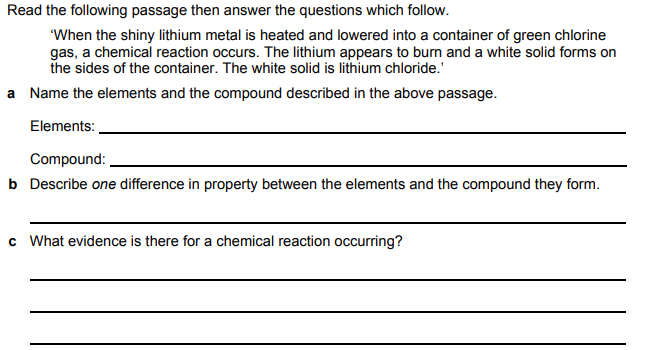 Read the following passage then answer the questions which follow.
‘When the shiny lithium metal is heated and lowered into a container of green chlorine
gas, a chemical reaction occurs. The lithium appears to burn and a white solid forms on
the sides of the container. The white solid is lithium chloride.’
a Name the elements and the compound described in the above passage.
Elements:
Compound:
b Describe one difference in property between the elements and the compound they form.
c What evidence is there for a chemical reaction occurring?